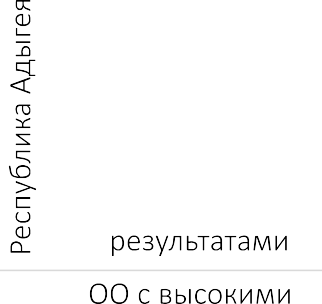 Республика Адыгея
результатами
ОО с высокими